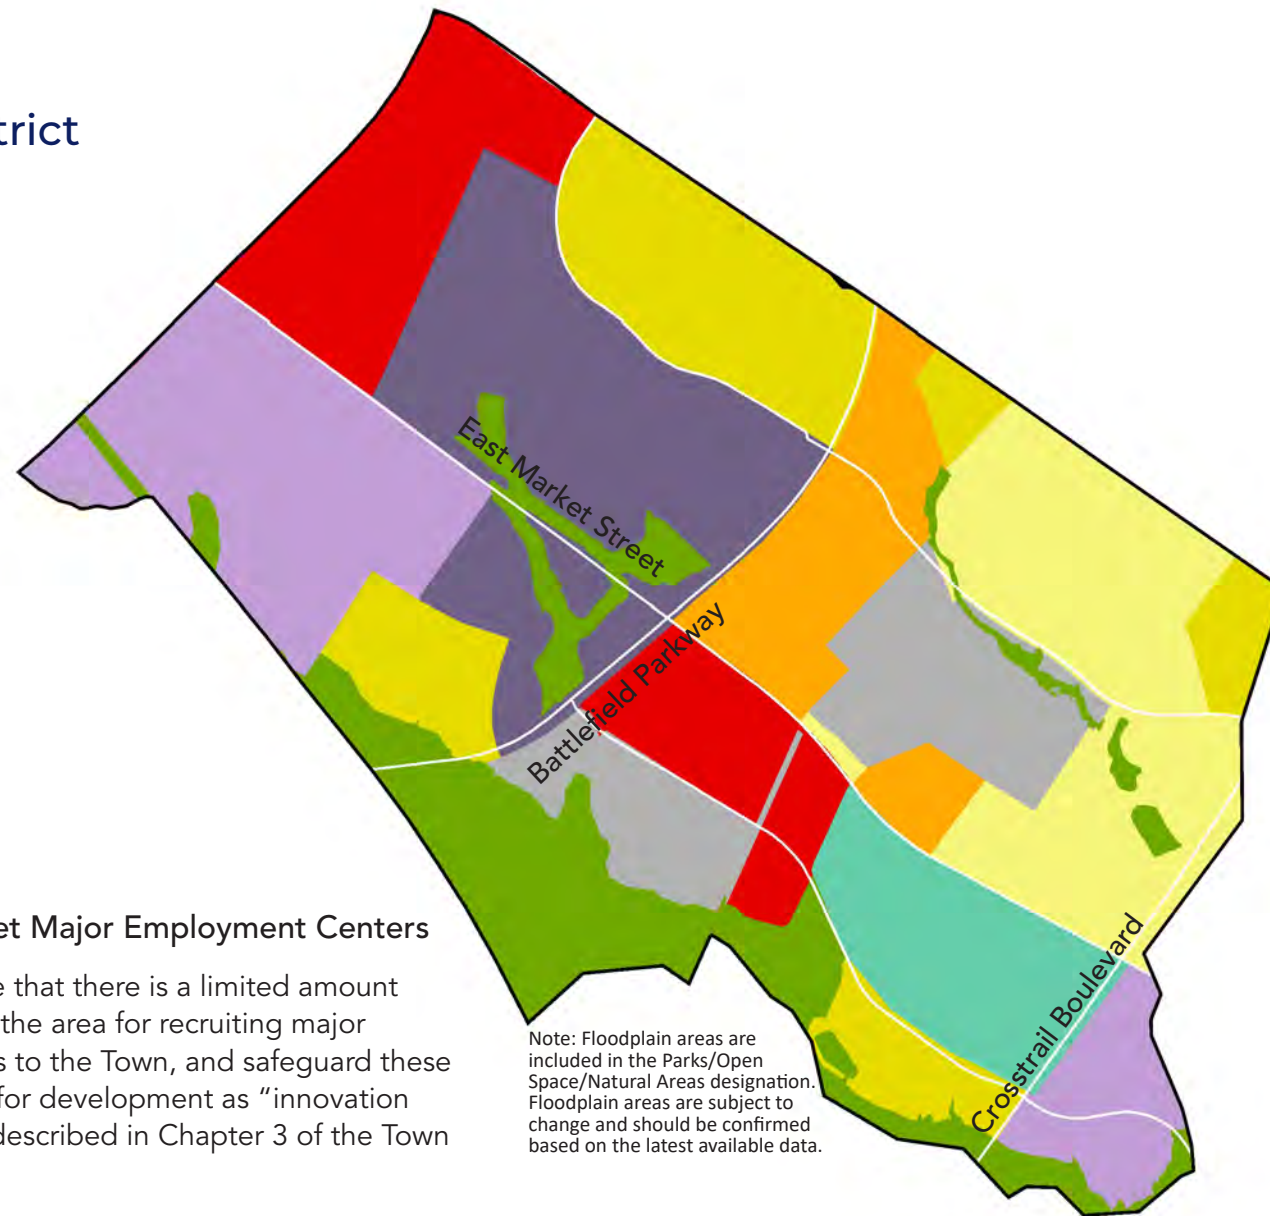 trict
East Market Street
Battlefield Parkway
Crosstrail Boulevard
et Major Employment Centers
e that there is a limited amount
the area for recruiting major
s to the Town, and safeguard these
for development as “innovation
described in Chapter 3 of the Town
Note: Floodplain areas are
included in the Parks/Open
Space/Natural Areas designation.
Floodplain areas are subject to
change and should be confirmed
based on the latest available data.